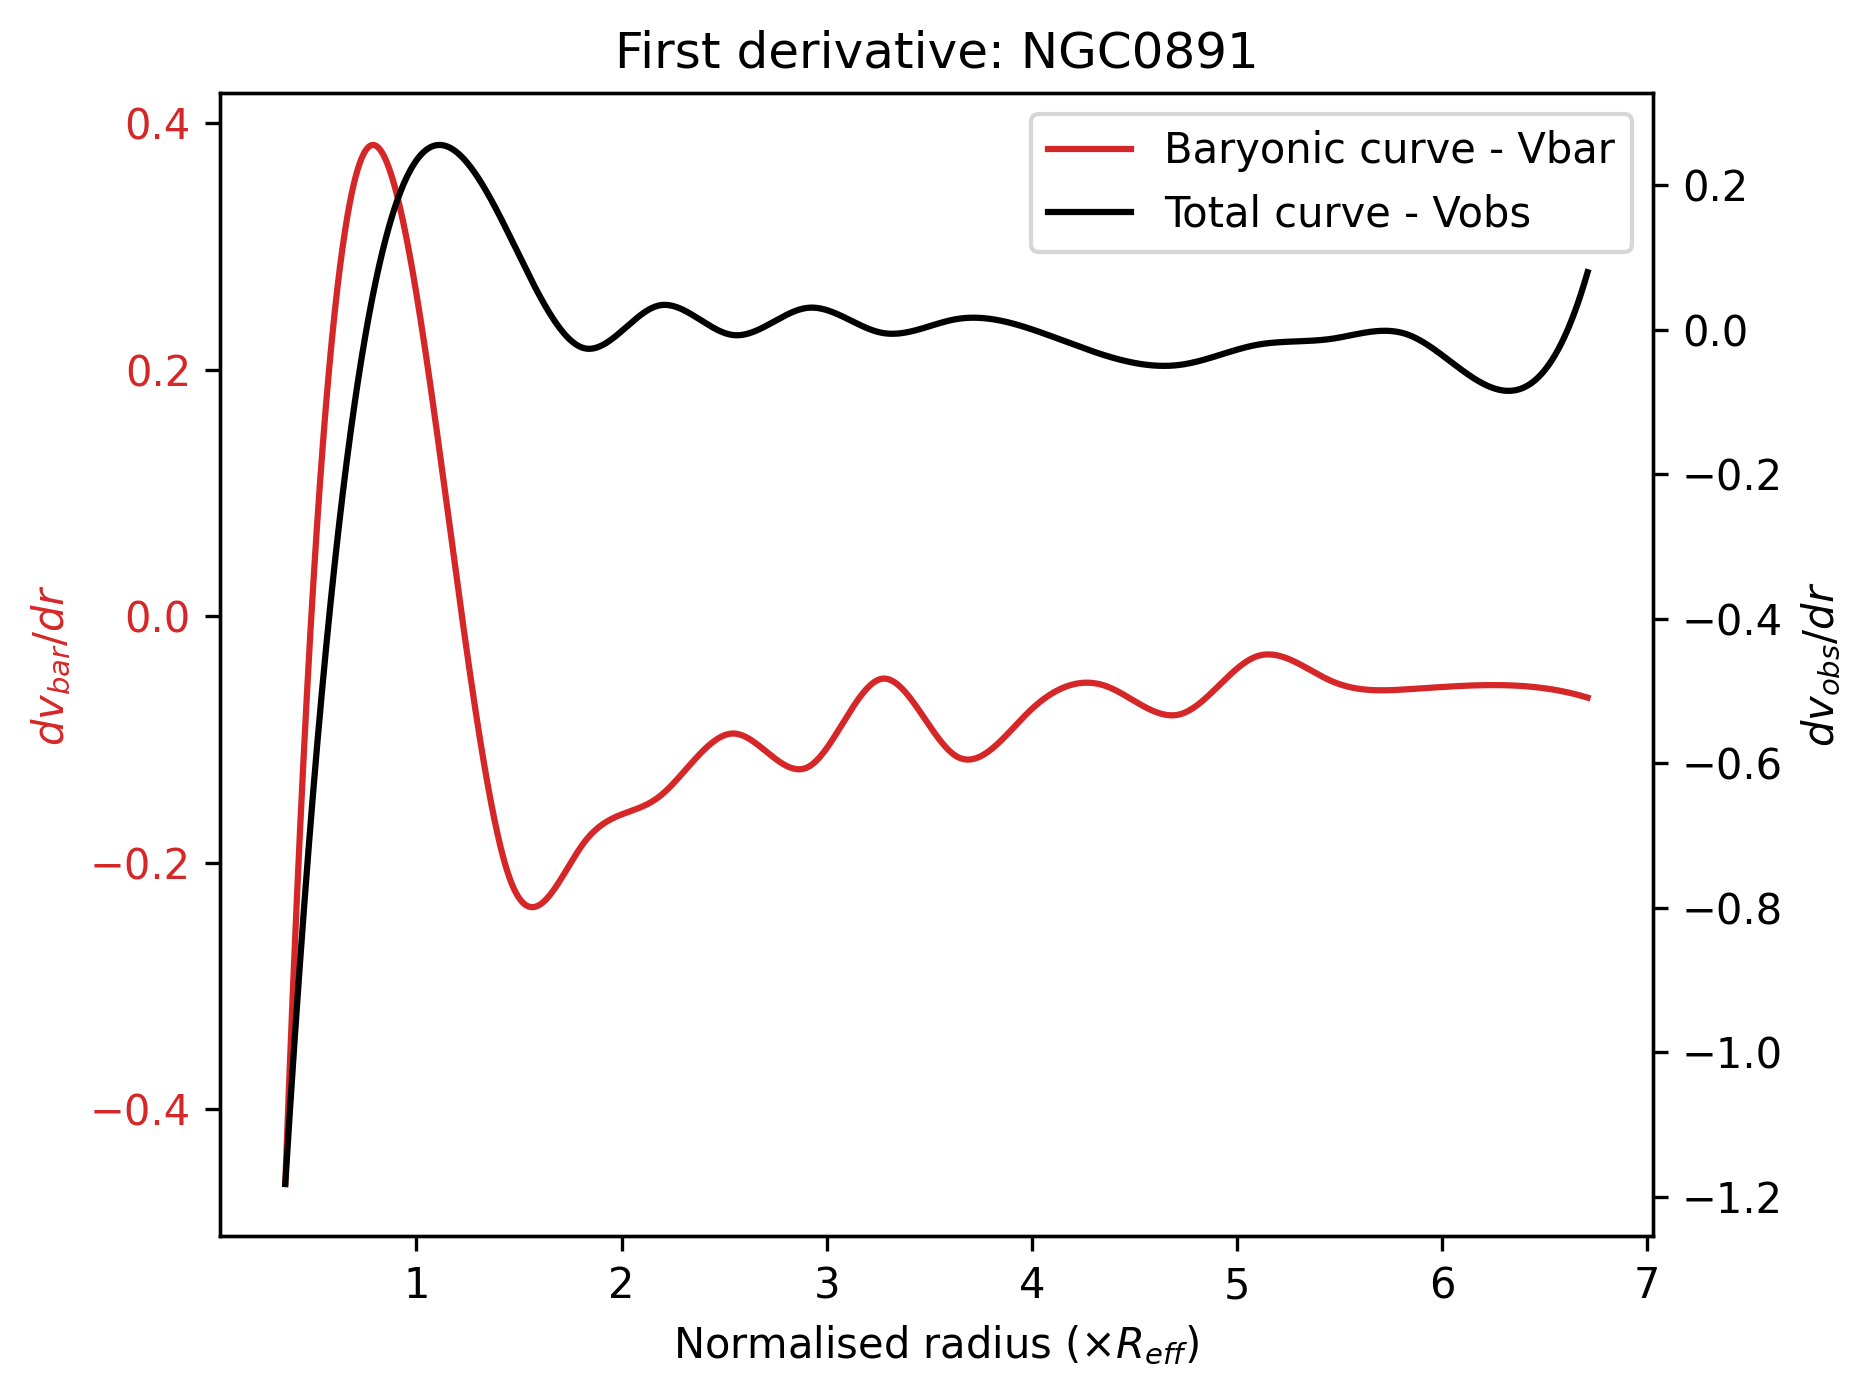 First derivative: NGC0891
Baryonic curve - Vbar
Total curve - Vobs
0.4
0.2
0.0
−0.2
−0.4
dv_bar/dr
0.2
0.0
−0.2
−0.4
−0.6
−0.8
−1.0
−1.2
dv_obs/dr
1 2 3 4 5 6 7
Normalised radius (×R_eff)